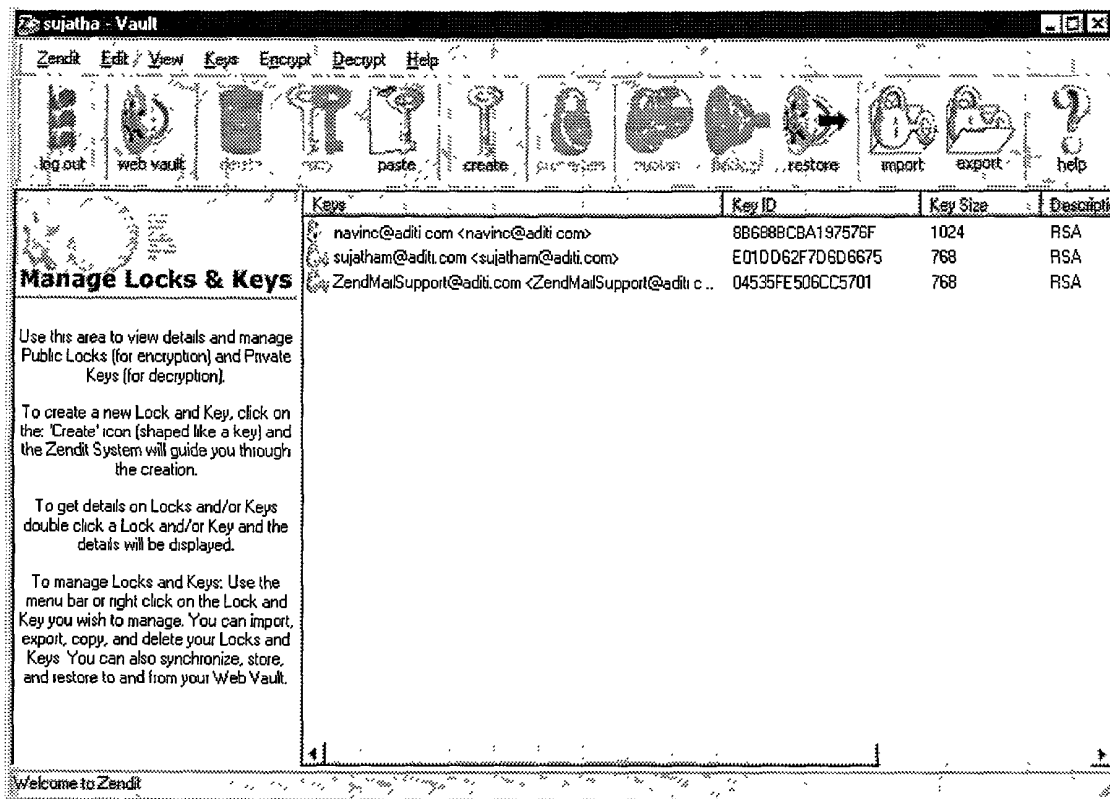 sujatha - Vault
Zendit Edit / View Keys Encrypt Decrypt Help
log out web vault paste create restore import export help
Keys Key ID Key Size Descripti
navinc@aditi com <navinc@aditi com> 8B688BCBA197576F 1024 RSA
sujatham@aditi.com <sujatham@aditi.com> E01DD62F7D6D6675 768 RSA
ZendMailSupport@aditi.com <ZendMailSupport@aditi c .. 04535FE506CC5701 768 RSA
Manage Locks & Keys
Use this area to view details and manage
Public Locks (for encryption) and Private
Keys (for decryption).
To create a new Lock and Key, click on
the: 'Create' icon (shaped like a key) and
the Zendit System will guide you through
the creation.
To get details on Locks and/or Keys
double click a Lock and/or Key and the
details will be displayed.
To manage Locks and Keys: Use the
menu bar or right click on the Lock and
Key you wish to manage. You can import,
export, copy, and delete your Locks and
Keys You can also synchronize, store,
and restore to and from your Web Vault.
Welcome to Zendit